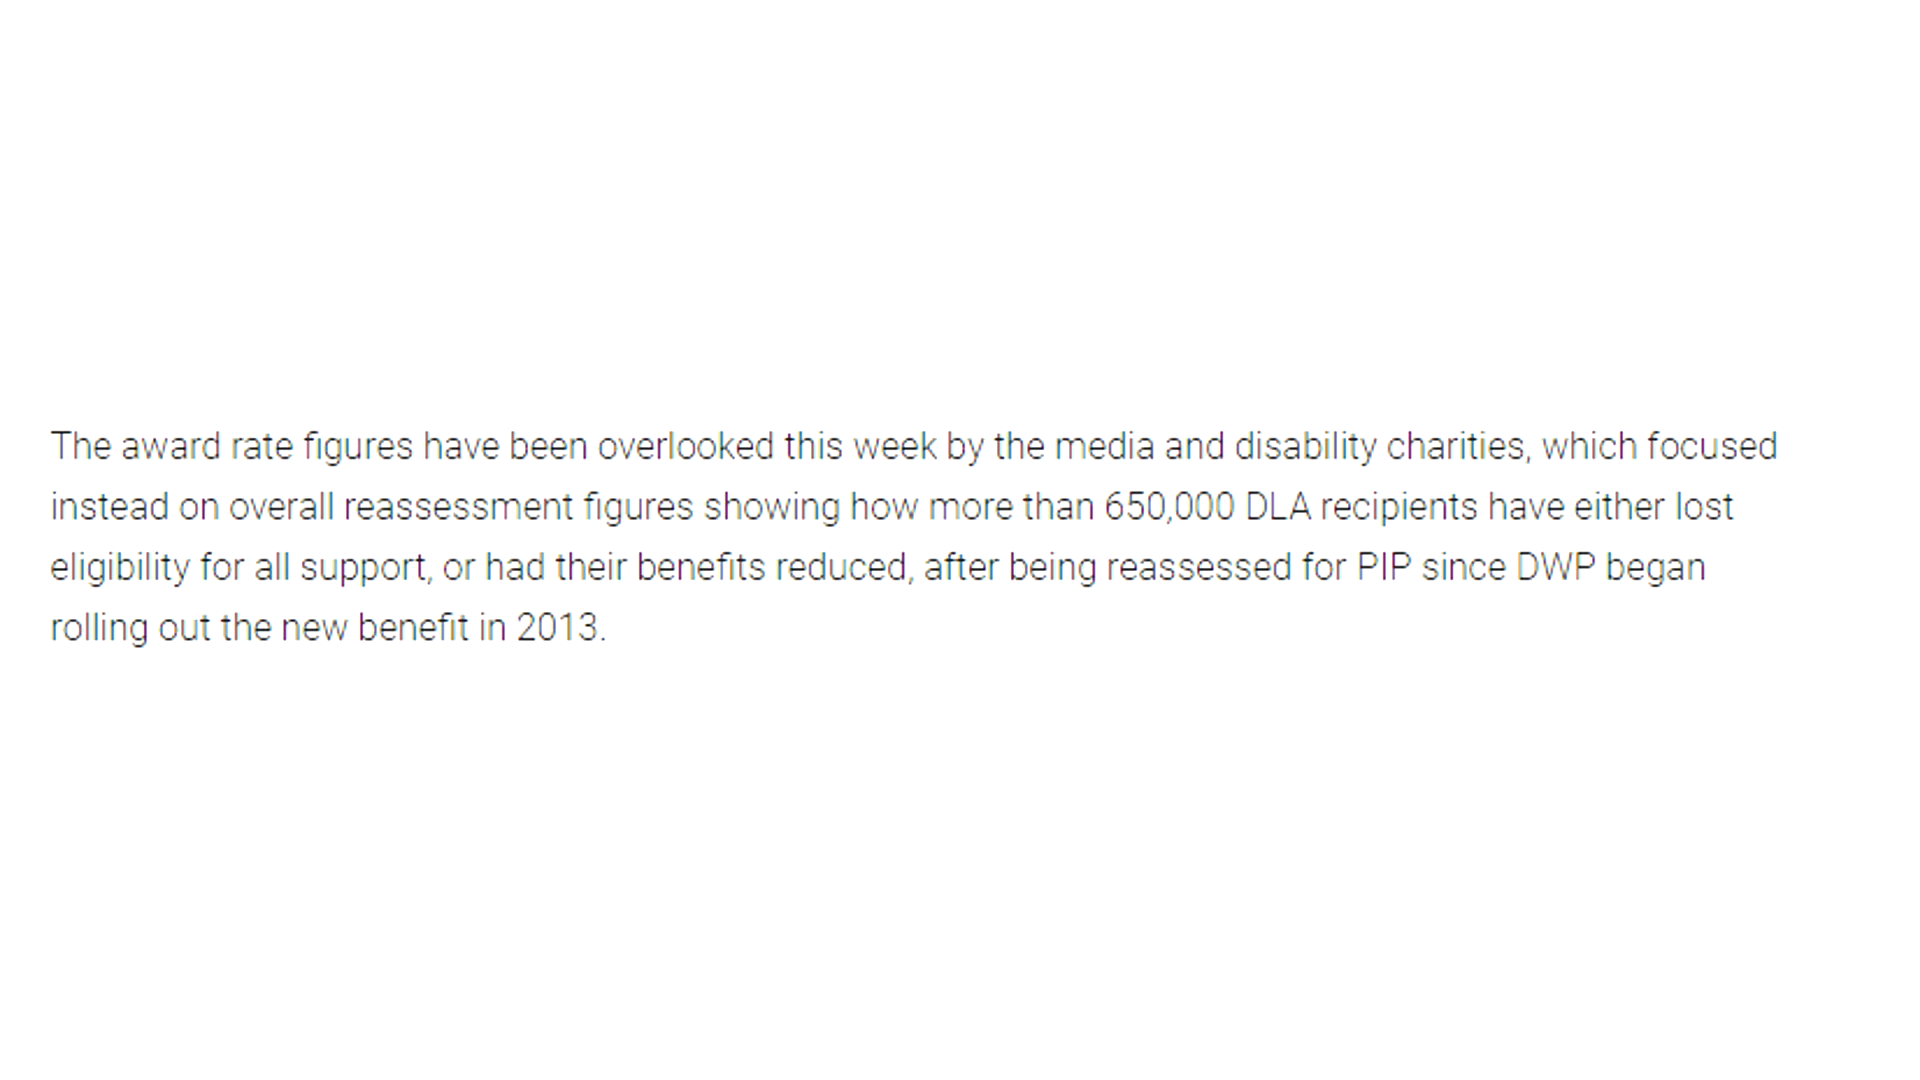 The award rate figures have been overlooked this week by the media and disability charities, which focused
instead on overall reassessment figures showing how more than 650,000 DLA recipients have either lost
eligibility for all support, or had their benefits reduced, after being reassessed for PIP since DWP began
rolling out the new benefit in 2013.